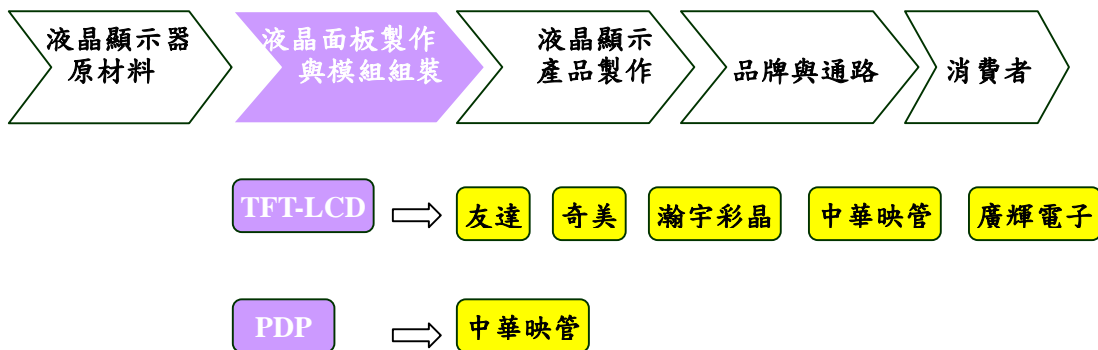 液晶顯示器
原材料
液晶面板製作
與模組組裝
液晶顯示
產品製作
品牌與通路
消費者
TFT-LCD
友達
奇美
瀚宇彩晶
中華映管
廣輝電子
PDP
中華映管